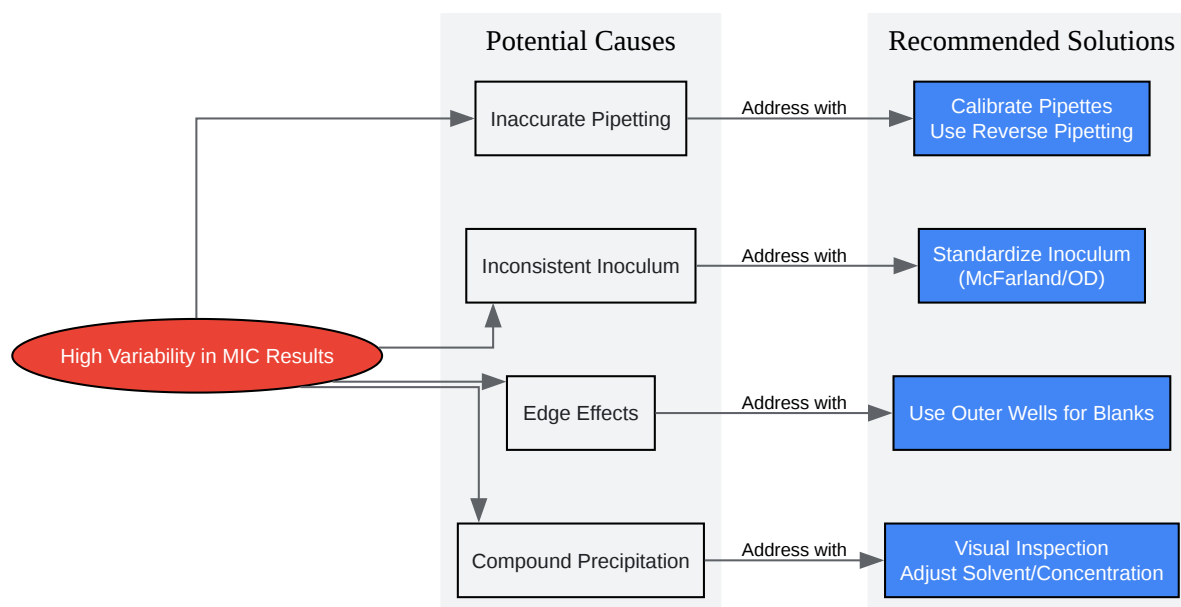 Potential Causes
Recommended Solutions
Inaccurate Pipetting
Address with
Calibrate Pipettes
Use Reverse Pipetting
Inconsistent Inoculum
Address with
Standardize Inoculum
(McFarland/OD)
High Variability in MIC Results
Edge Effects
Address with
Use Outer Wells for Blanks
Compound Precipitation
Address with
Visual Inspection
Adjust Solvent/Concentration